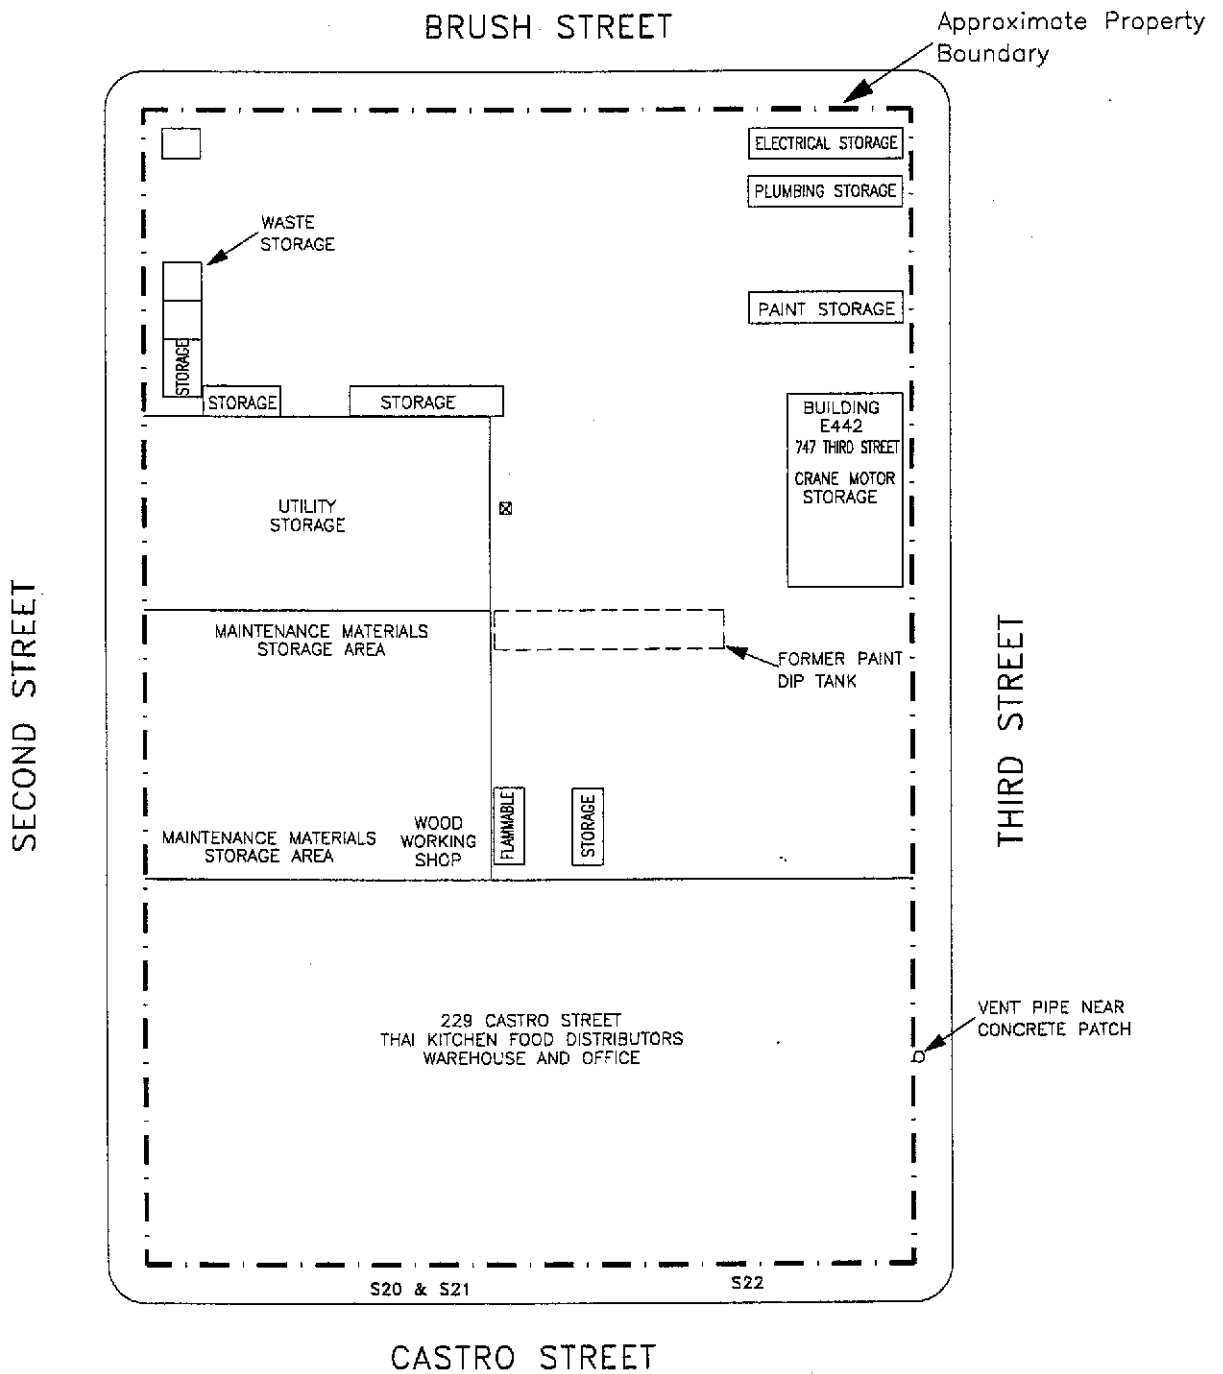 BRUSH STREET
Approximate Property
Boundary
ELECTRICAL STORAGE
PLUMBING STORAGE
WASTE
STORAGE
PAINT STORAGE
STORAGE
STORAGE
STORAGE
BUILDING
E442
747 THIRD STREET
CRANE MOTOR
STORAGE
UTILITY
STORAGE
SECOND STREET
MAINTENANCE MATERIALS
STORAGE AREA
FORMER PAINT
DIP TANK
THIRD STREET
FLAMMABLE
STORAGE
WOOD
WORKING
SHOP
MAINTENANCE MATERIALS
STORAGE AREA
229 CASTRO STREET
THAI KITCHEN FOOD DISTRIBUTORS
WAREHOUSE AND OFFICE
VENT PIPE NEAR
CONCRETE PATCH
S20 & S21
S22
CASTRO STREET